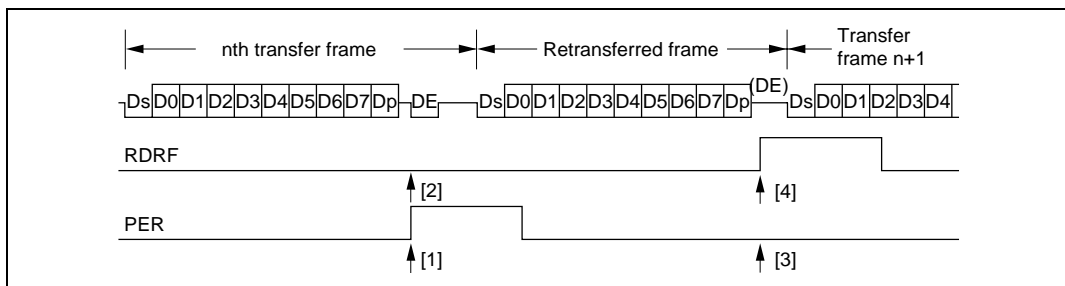 nth transfer frame
Retransferred frame
Transfer
frame n+1
Ds D0 D1 D2 D3 D4 D5 D6 D7 Dp DE Ds D0 D1 D2 D3 D4 D5 D6 D7 Dp (DE) Ds D0 D1 D2 D3 D4
RDRF
[2] [4]
PER
[1] [3]